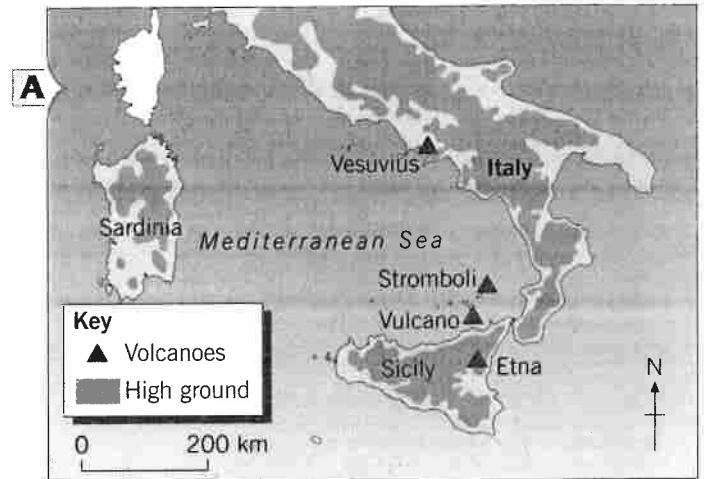 A
Vesuvius
Italy
Sardinia
Mediterranean Sea
Stromboli
Vulcano
Sicily
Etna
Key
Volcanoes
High ground
N
0 200 km